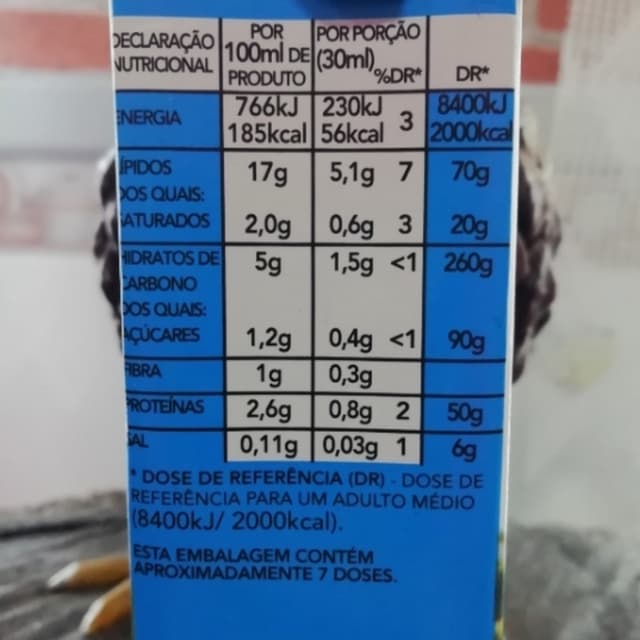 DECLARAÇÃO NUTRICIONAL POR 100ml DE PRODUTO POR PORÇÃO (30ml) %DR* DR*
ENERGIA 766kJ 230kJ 3 8400kJ
185kcal 56kcal 2000kcal
LÍPIDOS 17g 5,1g 7 70g
DOS QUAIS:
SATURADOS 2,0g 0,6g 3 20g
HIDRATOS DE 5g 1,5g <1 260g
CARBONO
DOS QUAIS:
AÇÚCARES 1,2g 0,4g <1 90g
FIBRA 1g 0,3g
PROTEÍNAS 2,6g 0,8g 2 50g
SAL 0,11g 0,03g 1 6g
* DOSE DE REFERÊNCIA (DR) - DOSE DE
REFERÊNCIA PARA UM ADULTO MÉDIO
(8400kJ/ 2000kcal).
ESTA EMBALAGEM CONTÉM
APROXIMADAMENTE 7 DOSES.